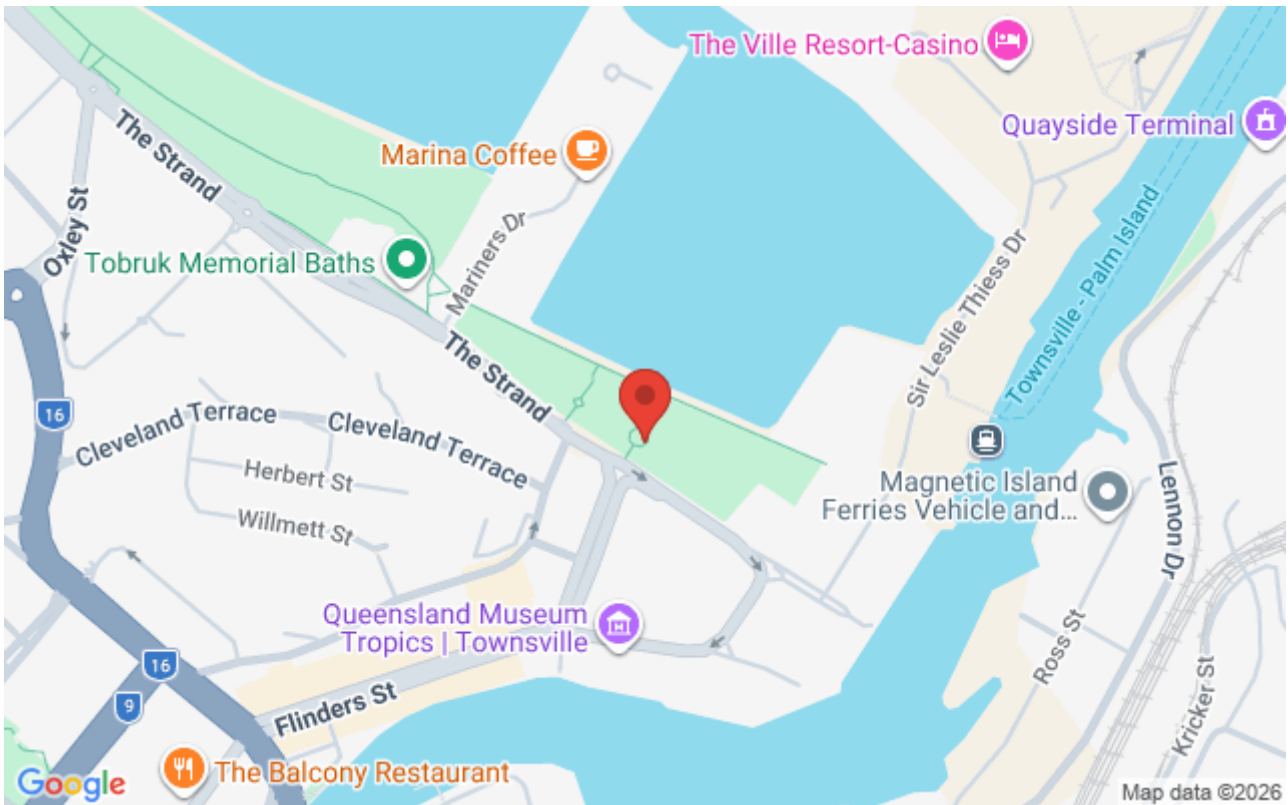 The Ville Resort-Casino
Quayside Terminal
The Strand
Marina Coffee
Oxley St
Mariners Dr
Tobruk Memorial Baths
Townsville - Palm Island
Sir Leslie Thiess Dr
The Strand
16
Cleveland Terrace
Cleveland Terrace
Herbert St
Willmett St
Magnetic Island
Ferries Vehicle and...
Lennon Dr
Queensland Museum
Tropics | Townsville
Ross St
16
9
Flinders St
Kricker St
The Balcony Restaurant
Google
Map data ©2026